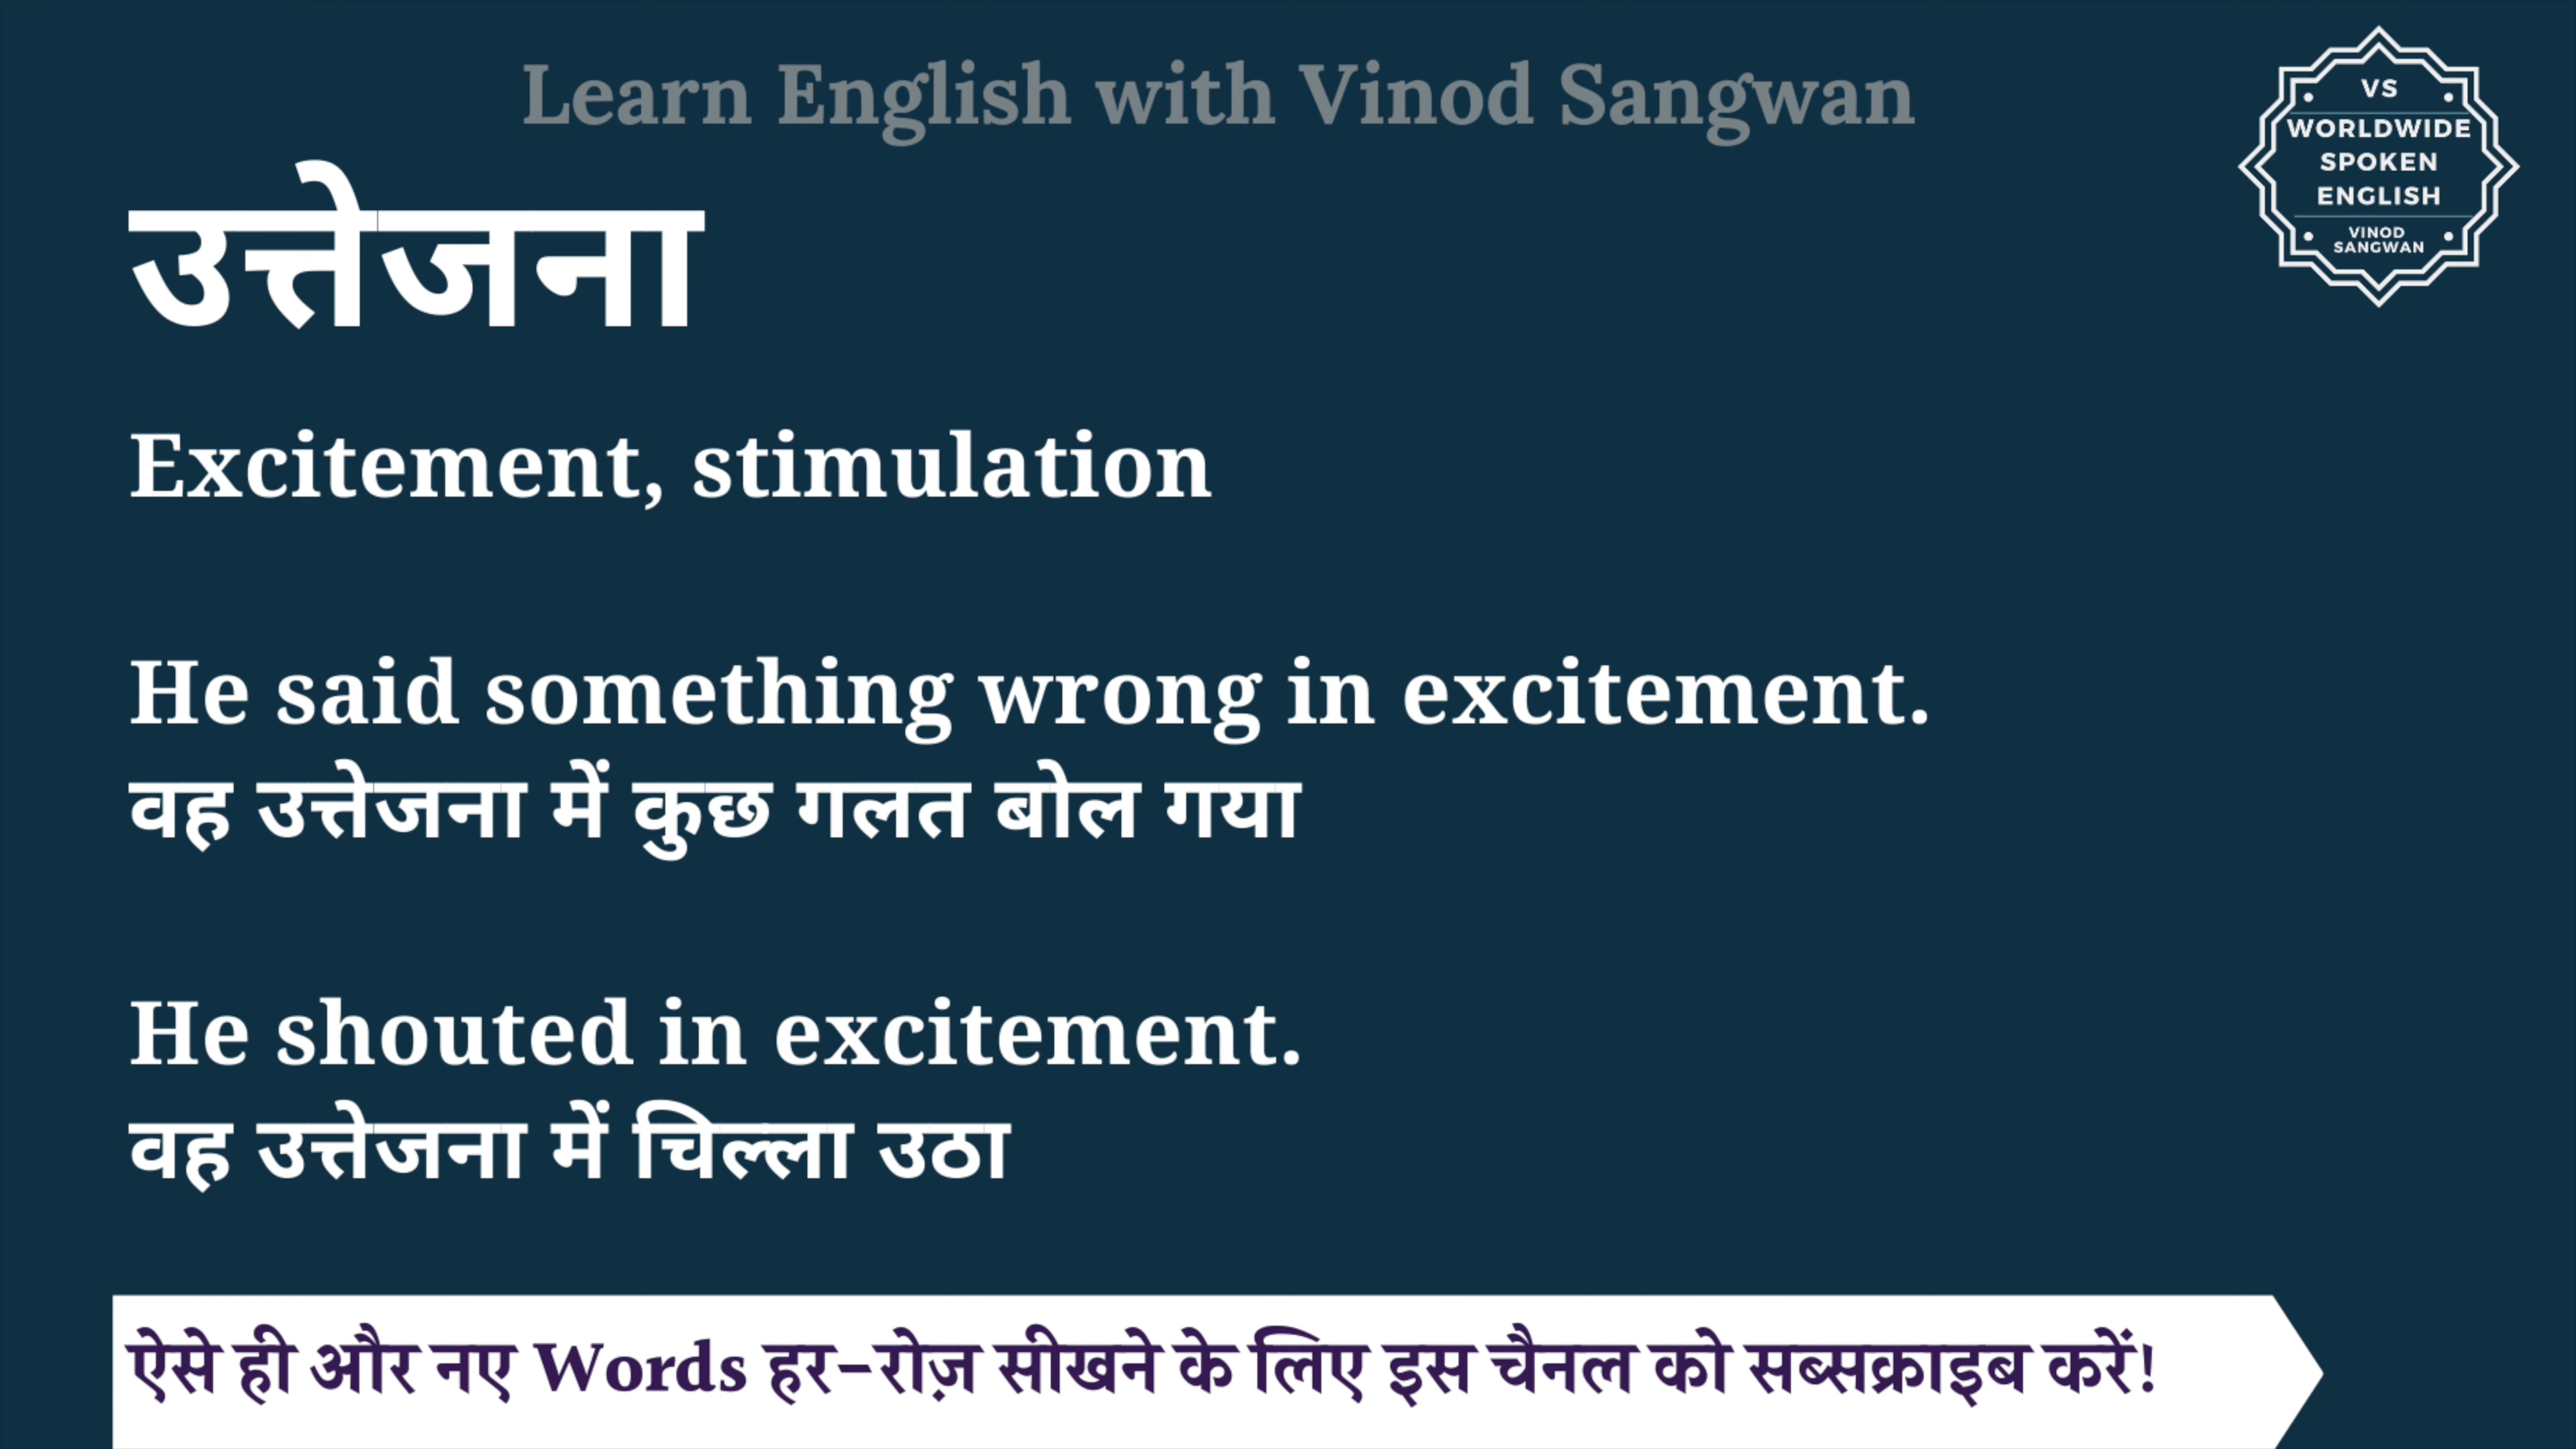 Learn English with Vinod Sangwan
VS
WORLDWIDE
SPOKEN
ENGLISH
VINOD
SANGWAN
उत्तेजना
Excitement, stimulation
He said something wrong in excitement.
वह उत्तेजना में कुछ गलत बोल गया
He shouted in excitement.
वह उत्तेजना में चिल्ला उठा
ऐसे ही और नए Words हर-रोज़ सीखने के लिए इस चैनल को सब्सक्राइब करें!